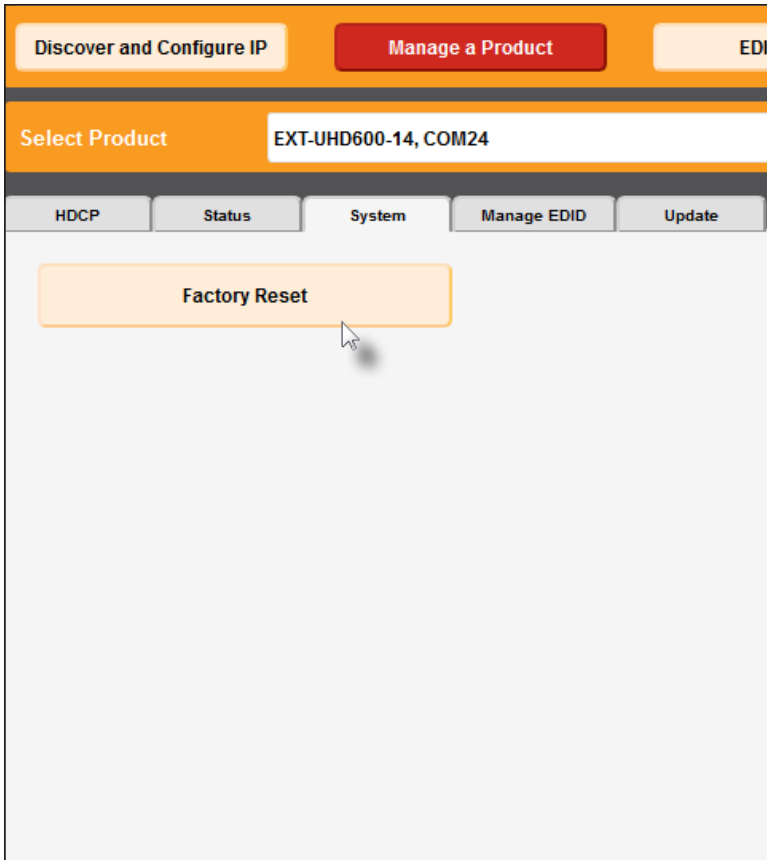 Discover and Configure IP Manage a Product EDI
Select Product EXT-UHD600-14, COM24
HDCP Status System Manage EDID Update
Factory Reset